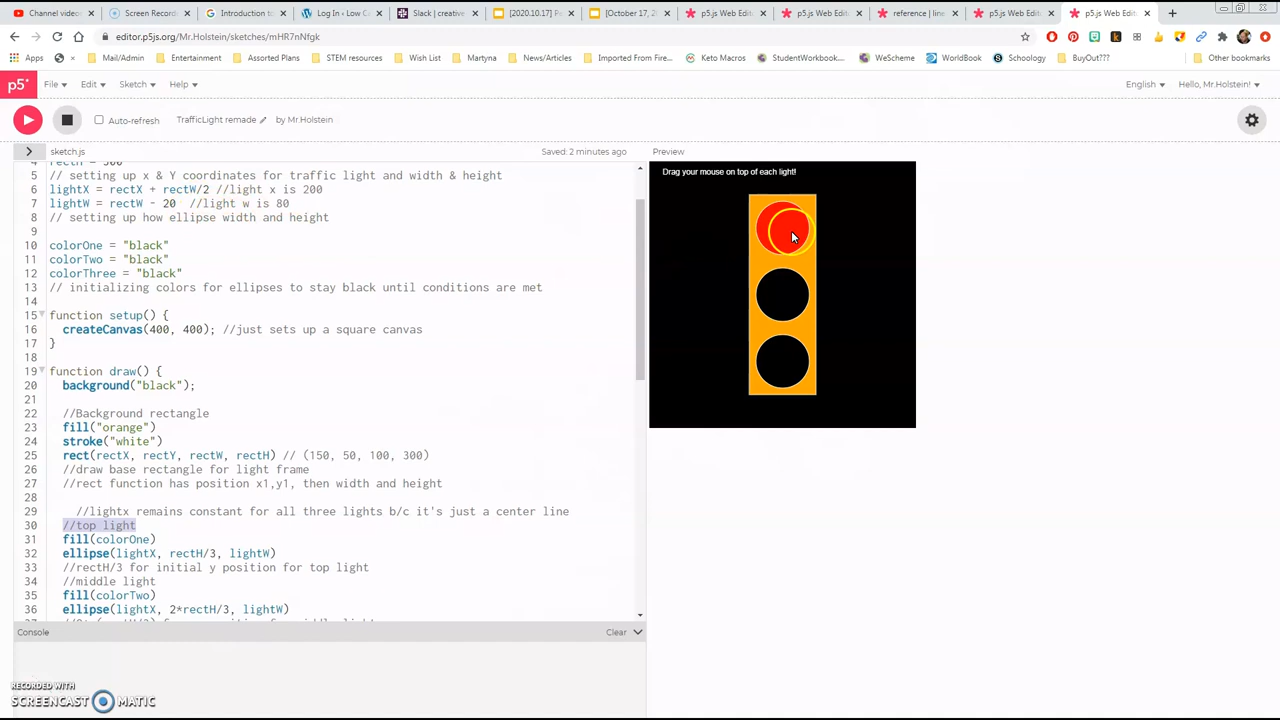 Channel video:
Screen Record
Introduction to
Log In ‹ Low C
Slack | creative
[2020.10.17] P
[October 17, 2
p5.js Web Edit
p5.js Web Edit
reference | line
p5.js Web Edit
p5.js Web Edit
editor.p5js.org/Mr.Holstein/sketches/mHR7nNfgk
Apps Mail/Admin Entertainment Assorted Plans STEM resources Wish List Martyna News/Articles Imported From Fire... Keto Macros StudentWorkbook.... WeScheme WorldBook Schoology BuyOut??? Other bookmarks
p5* File Edit Sketch Help English Hello, Mr.Holstein!
Auto-refresh TrafficLight remade by Mr.Holstein
sketch.js Saved: 2 minutes ago Preview
4 rectH = 300
5 // setting up x & Y coordinates for traffic light and width & height
6 lightX = rectX + rectW/2 //light x is 200
7 lightW = rectW - 20 //light w is 80
8 // setting up how ellipse width and height
9
10 colorOne = "black"
11 colorTwo = "black"
12 colorThree = "black"
13 // initializing colors for ellipses to stay black until conditions are met
14
15 function setup() {
16 createCanvas(400, 400); //just sets up a square canvas
17 }
18
19 function draw() {
20 background("black");
21
22 //Background rectangle
23 fill("orange")
24 stroke("white")
25 rect(rectX, rectY, rectW, rectH) // (150, 50, 100, 300)
26 //draw base rectangle for light frame
27 //rect function has position x1,y1, then width and height
28
29 //lightx remains constant for all three lights b/c it's just a center line
30 //top light
31 fill(colorOne)
32 ellipse(lightX, rectH/3, lightW)
33 //rectH/3 for initial y position for top light
34 //middle light
35 fill(colorTwo)
36 ellipse(lightX, 2*rectH/3, lightW)
Drag your mouse on top of each light!
Console Clear
RECORDED WITH
SCREENCAST MATIC